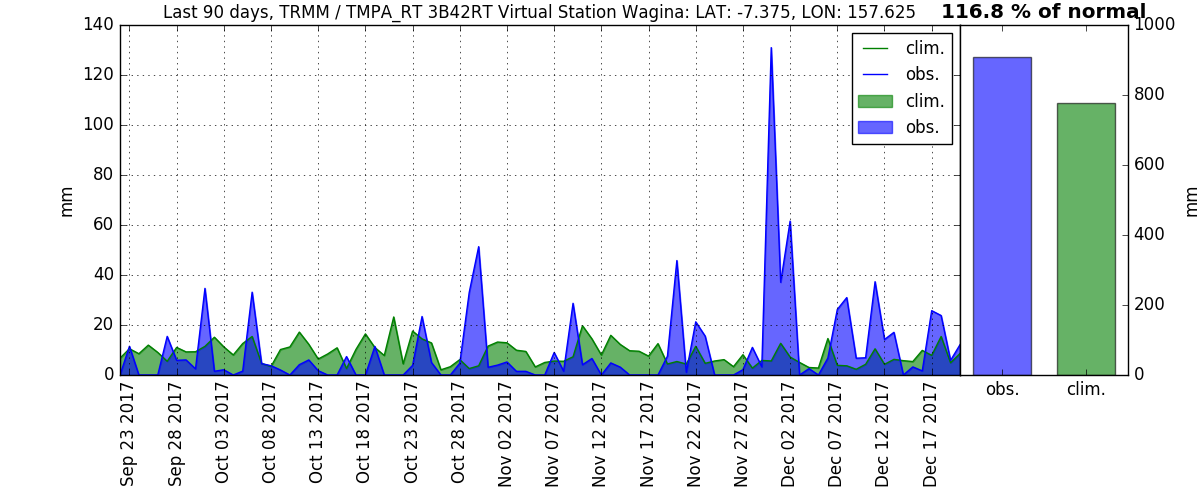 Last 90 days, TRMM / TMPA_RT 3B42RT Virtual Station Wagina: LAT: -7.375, LON: 157.625
116.8 % of normal
140
120
100
80
60
40
20
0
mm
clim.
obs.
clim.
obs.
Sep 23 2017
Sep 28 2017
Oct 03 2017
Oct 08 2017
Oct 13 2017
Oct 18 2017
Oct 23 2017
Oct 28 2017
Nov 02 2017
Nov 07 2017
Nov 12 2017
Nov 17 2017
Nov 22 2017
Nov 27 2017
Dec 02 2017
Dec 07 2017
Dec 12 2017
Dec 17 2017
1000
800
600
400
200
0
mm
obs.
clim.